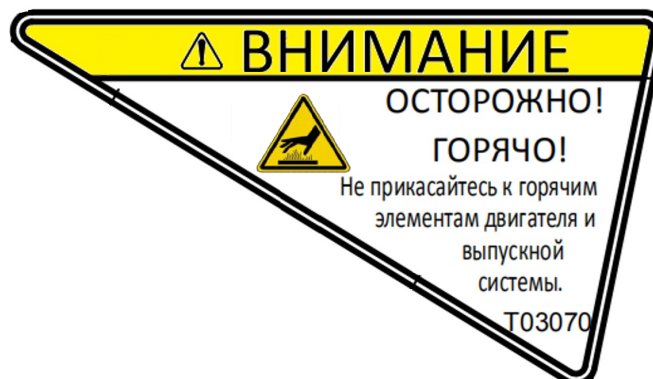 ВНИМАНИЕ
ОСТОРОЖНО!
ГОРЯЧО!
Не прикасайтесь к горячим
элементам двигателя и
выпускной
системы.
T03070